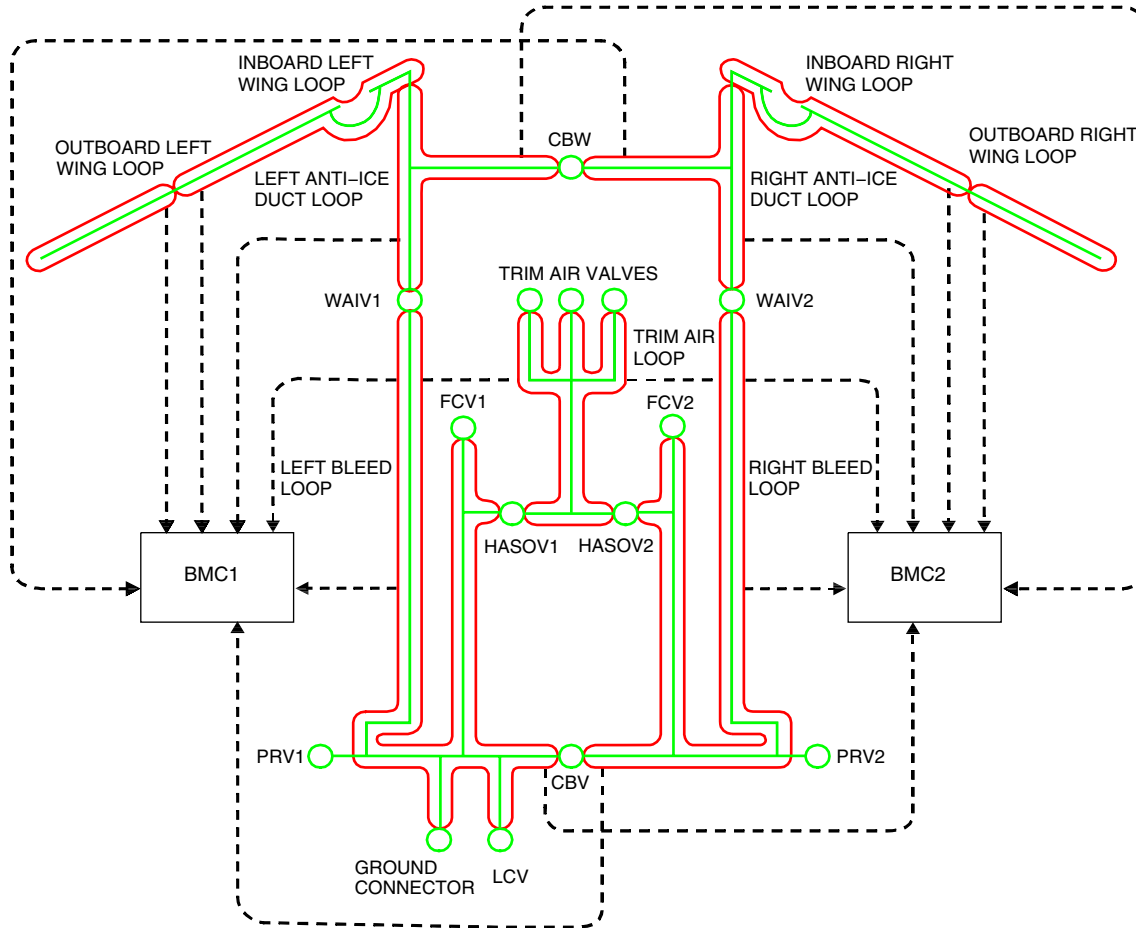 INBOARD LEFT
WING LOOP
INBOARD RIGHT
WING LOOP
OUTBOARD LEFT
WING LOOP
CBW
OUTBOARD RIGHT
WING LOOP
LEFT ANTI–ICE
DUCT LOOP
RIGHT ANTI–ICE
DUCT LOOP
TRIM AIR VALVES
WAIV1
WAIV2
TRIM AIR
LOOP
FCV1
FCV2
LEFT BLEED
LOOP
RIGHT BLEED
LOOP
HASOV1
HASOV2
BMC1
BMC2
PRV1
CBV
PRV2
GROUND
CONNECTOR
LCV